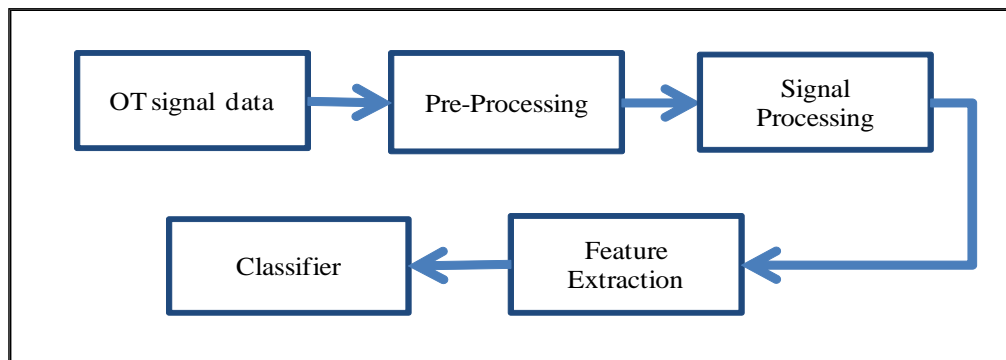 OT signal data
Pre-Processing
Signal
Processing
Feature
Extraction
Classifier